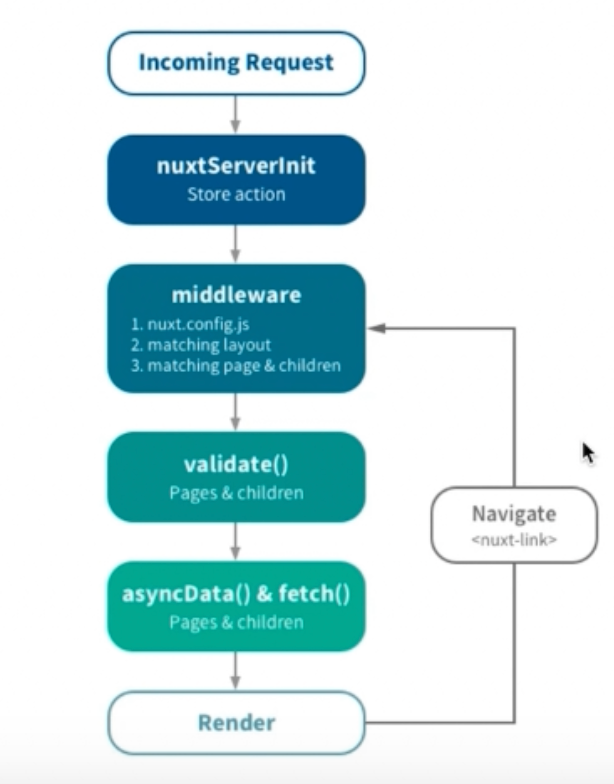 Incoming Request
nuxtServerInit
Store action
middleware
1. nuxt.config.js
2. matching layout
3. matching page & children
validate()
Pages & children
asyncData() & fetch()
Pages & children
Render
Navigate
<nuxt-link>